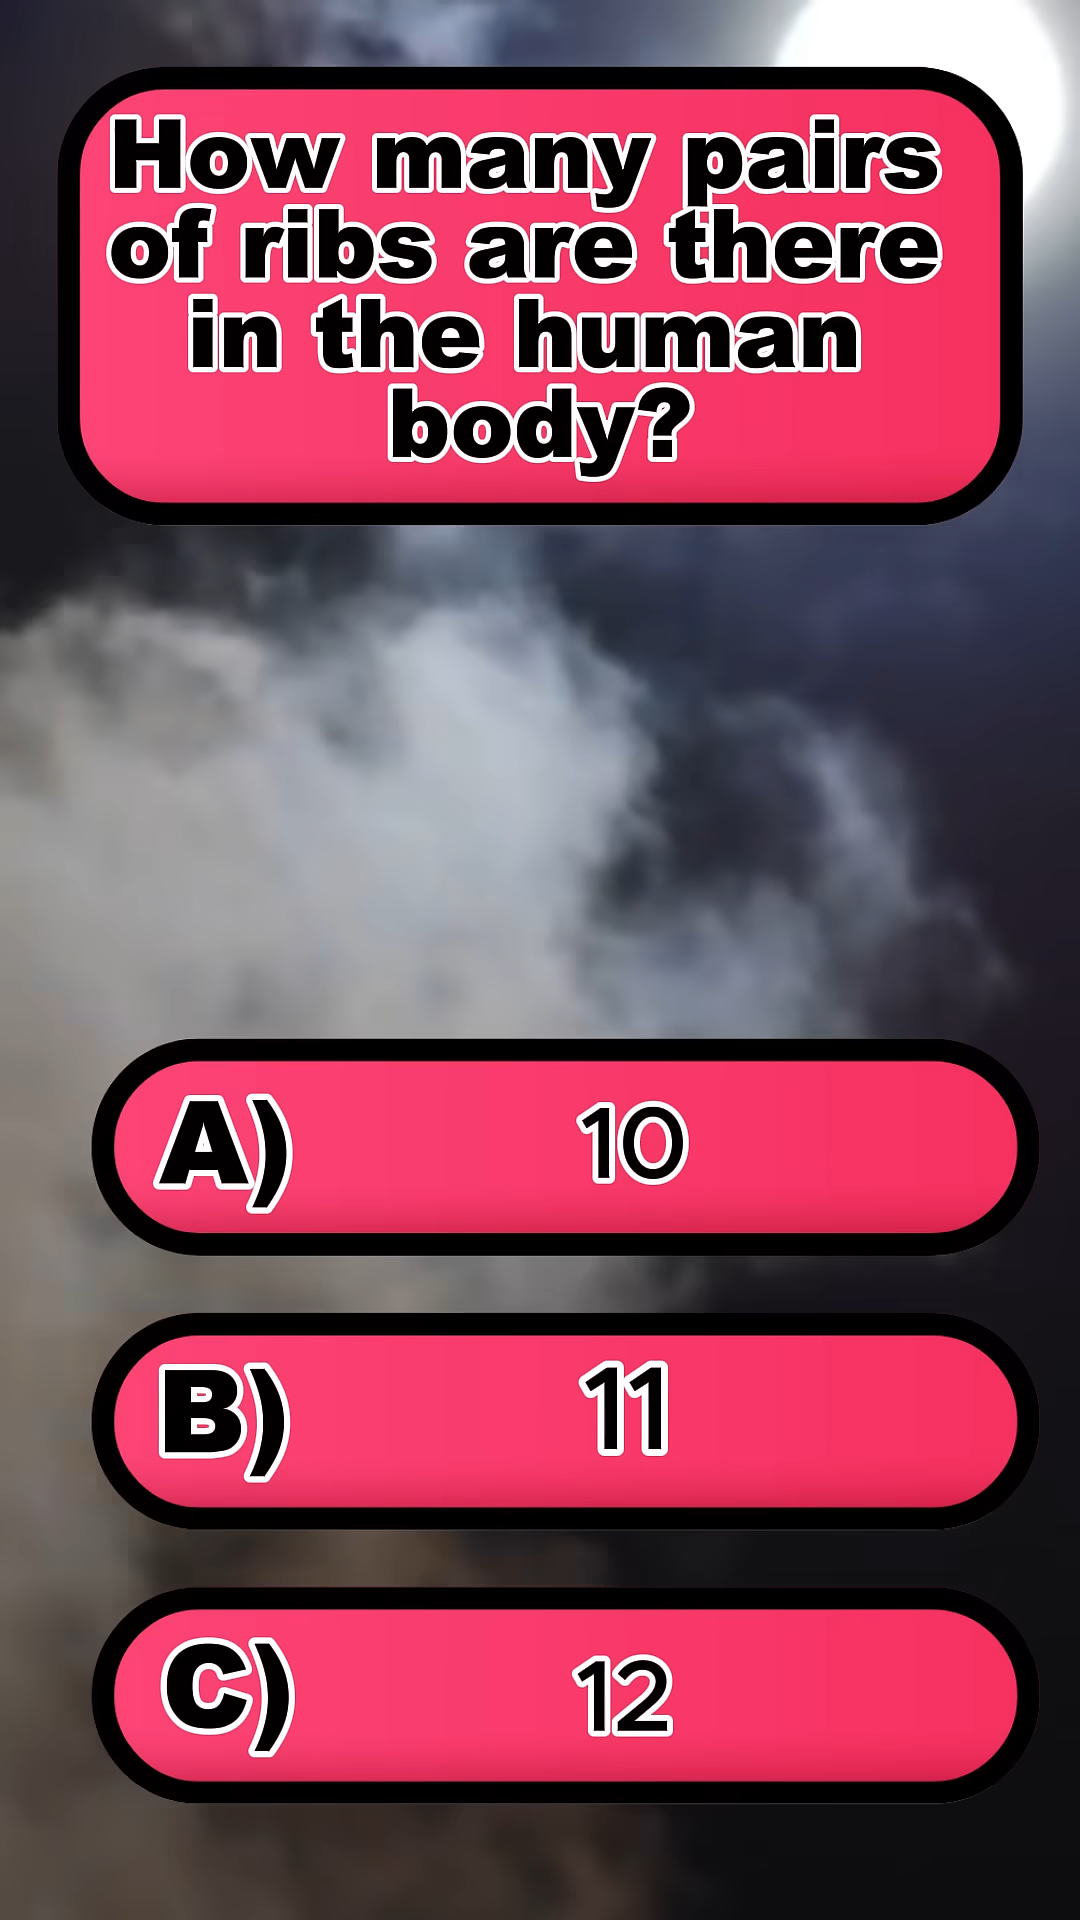 How many pairs
of ribs are there
in the human
body?
A) 10
B) 11
C) 12